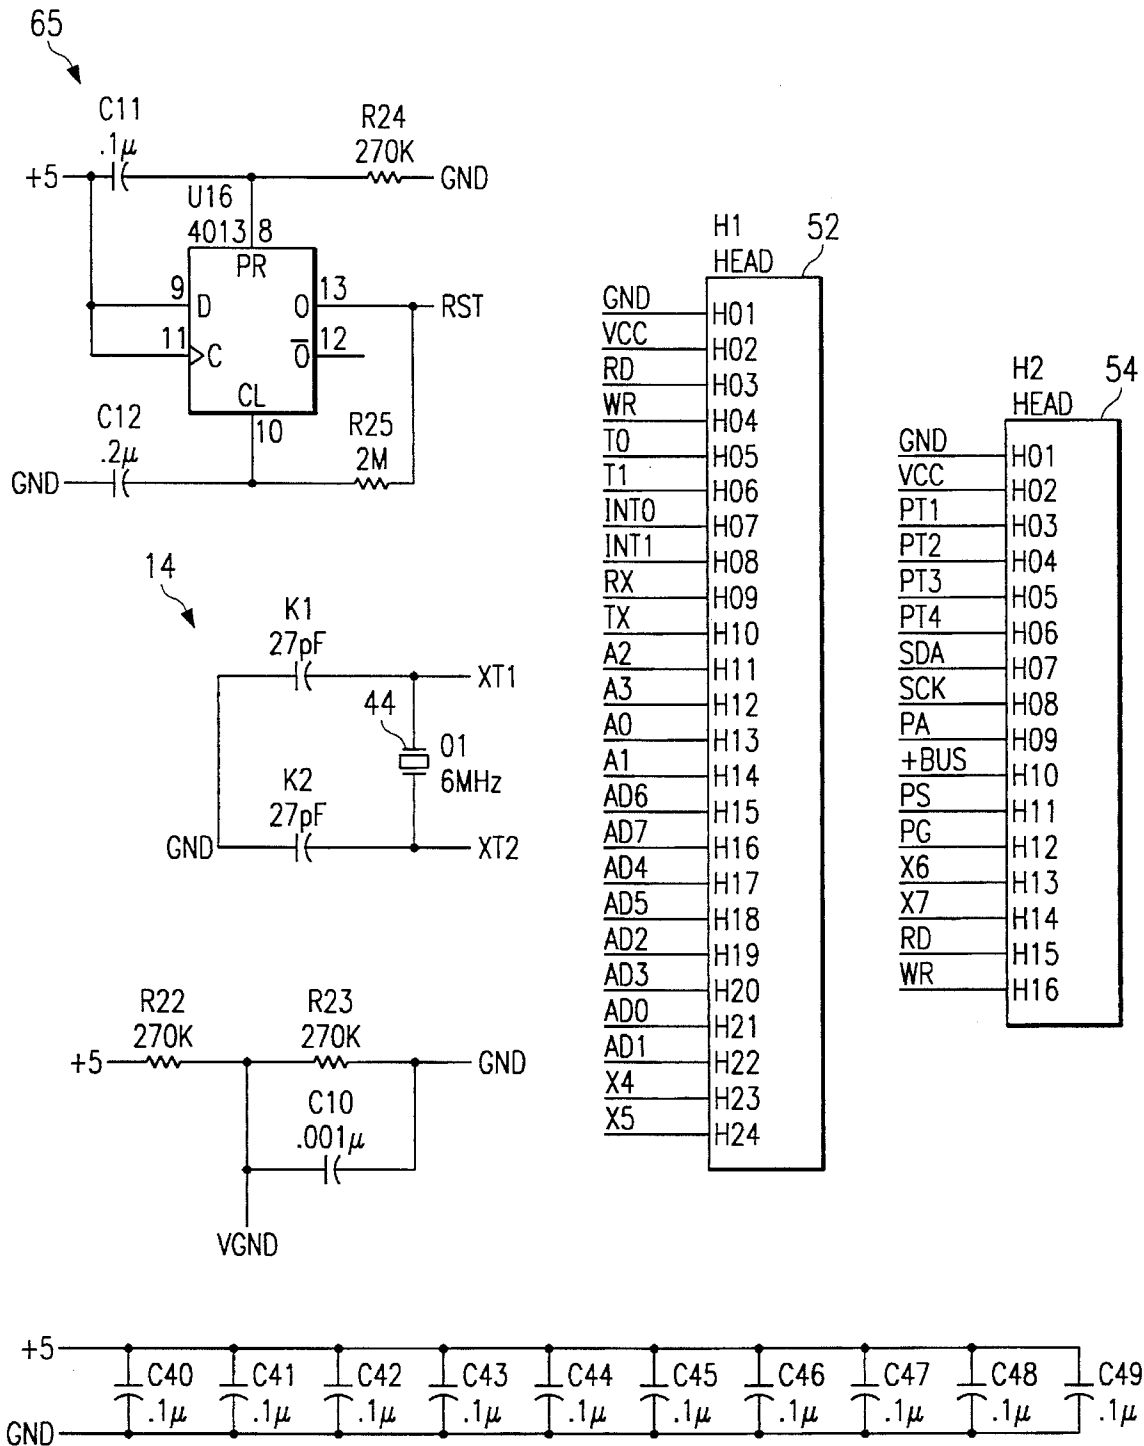 65
C11
.1μ
+5
R24
270K
GND
U16
4013
8
PR
9
D
O
13
RST
11
C
O̅
12
CL
10
C12
.2μ
GND
R25
2M
14
K1
27pF
XT1
44
O1
6MHz
K2
27pF
GND
XT2
R22
270K
+5
R23
270K
GND
C10
.001μ
VGND
H1
HEAD
52
GND H01
VCC H02
RD H03
WR H04
T0 H05
T1 H06
INT0 H07
INT1 H08
RX H09
TX H10
A2 H11
A3 H12
A0 H13
A1 H14
AD6 H15
AD7 H16
AD4 H17
AD5 H18
AD2 H19
AD3 H20
AD0 H21
AD1 H22
X4 H23
X5 H24
H2
HEAD
54
GND H01
VCC H02
PT1 H03
PT2 H04
PT3 H05
PT4 H06
SDA H07
SCK H08
PA H09
+BUS H10
PS H11
PG H12
X6 H13
X7 H14
RD H15
WR H16
+5
C40 C41 C42 C43 C44 C45 C46 C47 C48 C49
.1μ .1μ .1μ .1μ .1μ .1μ .1μ .1μ .1μ .1μ
GND